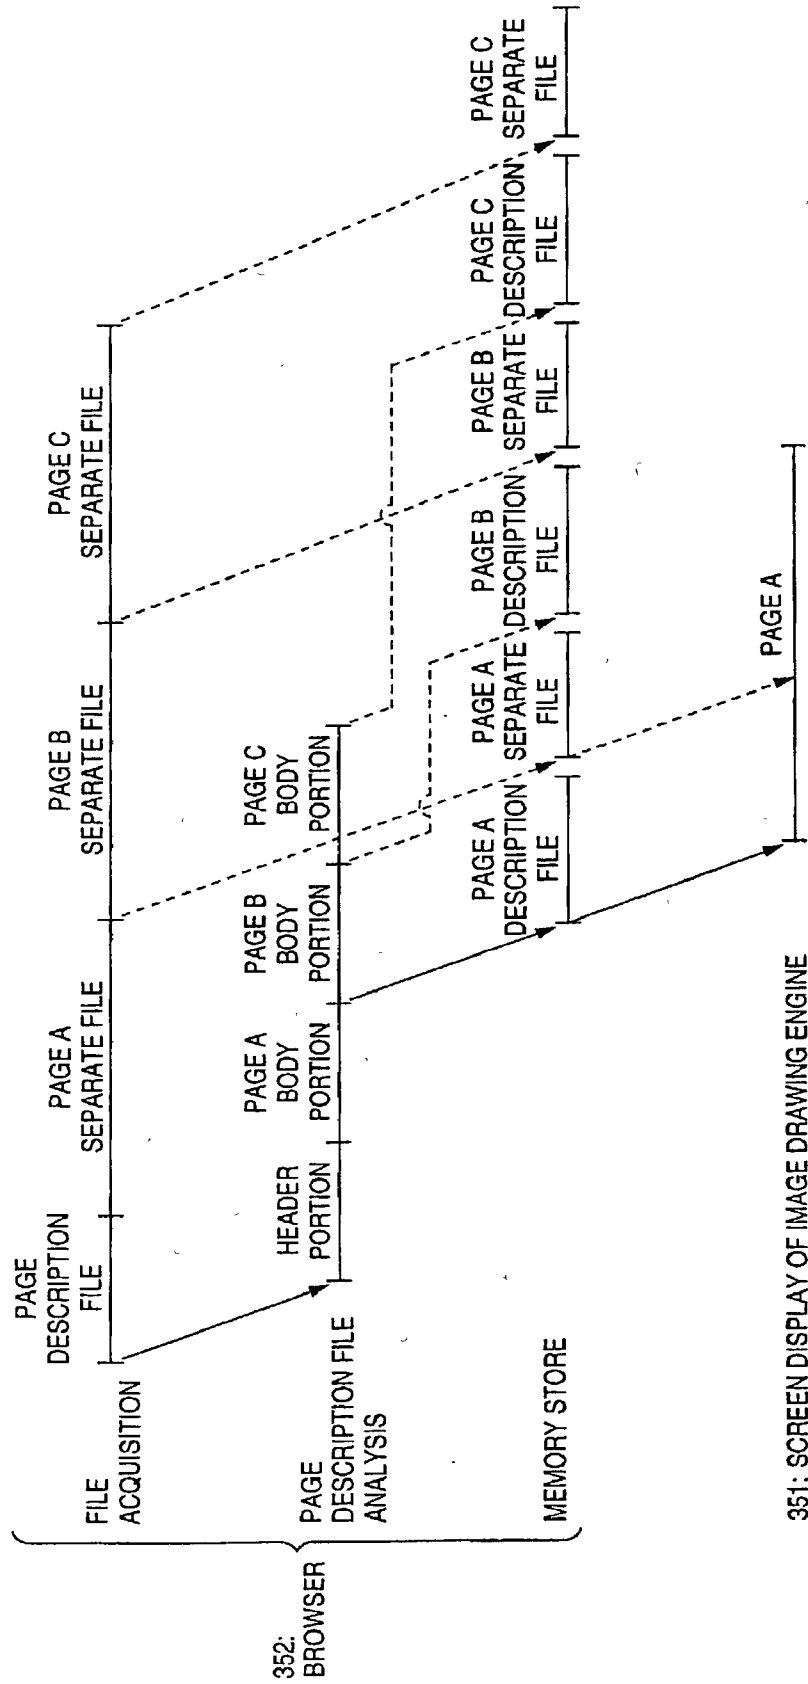 352:
BROWSER
FILE
ACQUISITION
PAGE
DESCRIPTION
FILE
PAGE A
SEPARATE FILE
PAGE B
SEPARATE FILE
PAGE C
SEPARATE FILE
PAGE
DESCRIPTION FILE
ANALYSIS
HEADER
PORTION
PAGE A
BODY
PORTION
PAGE B
BODY
PORTION
PAGE C
BODY
PORTION
MEMORY STORE
PAGE A
DESCRIPTION
FILE
PAGE A
SEPARATE
FILE
PAGE B
DESCRIPTION
FILE
PAGE B
SEPARATE
FILE
PAGE C
DESCRIPTION
FILE
PAGE C
SEPARATE
FILE
351: SCREEN DISPLAY OF IMAGE DRAWING ENGINE
PAGE A